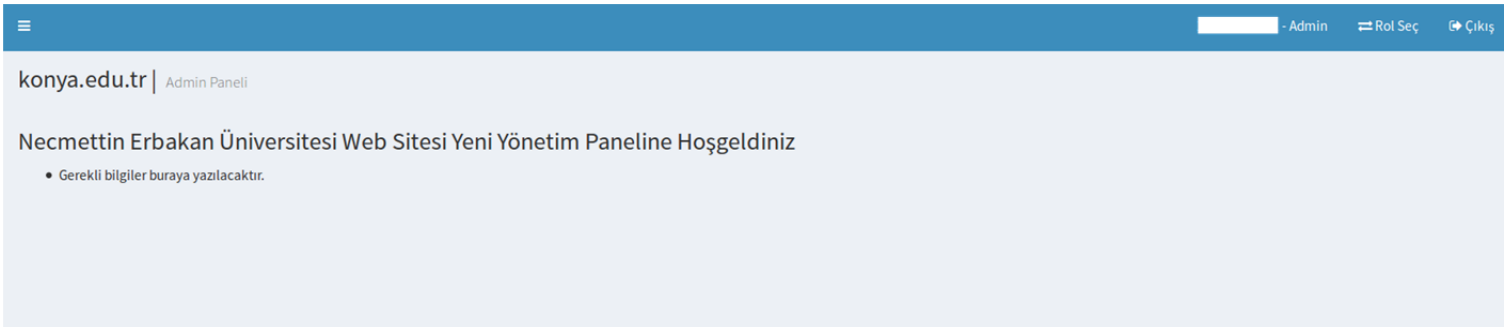 - Admin Rol Seç Çıkış
konya.edu.tr | Admin Paneli
Necmettin Erbakan Üniversitesi Web Sitesi Yeni Yönetim Paneline Hoşgeldiniz
• Gerekli bilgiler buraya yazılacaktır.